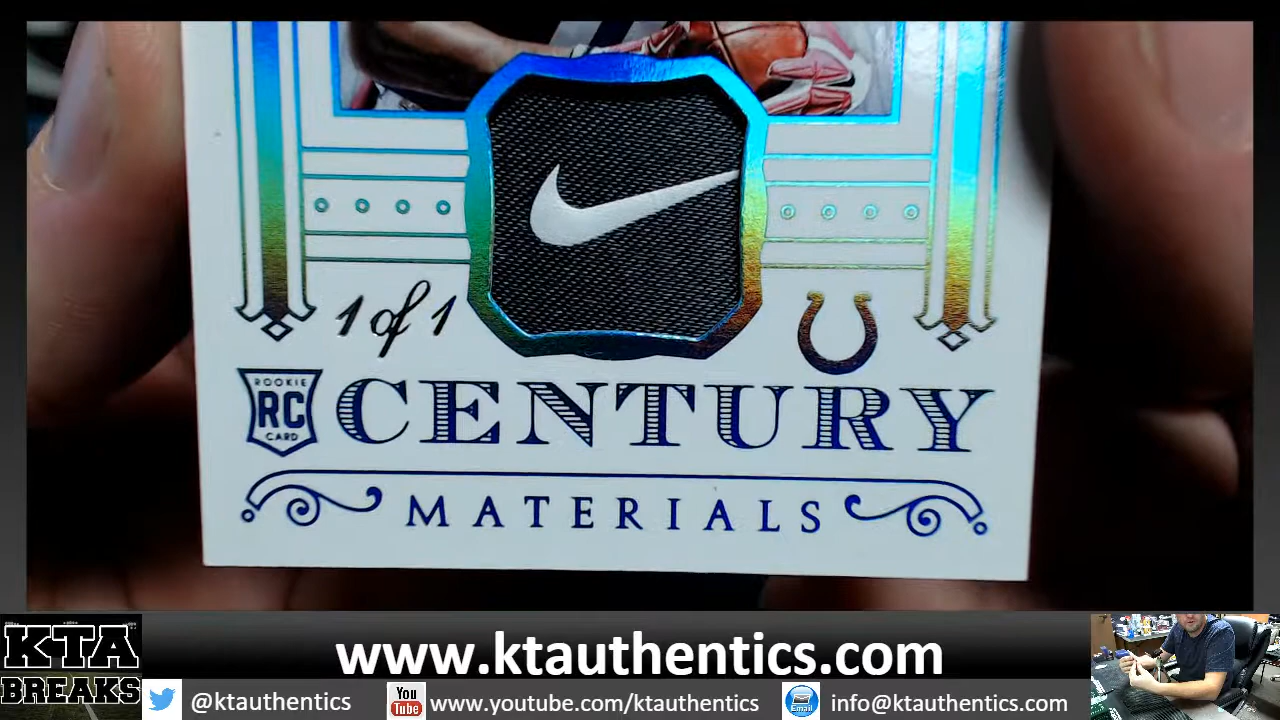 1 of 1
ROOKIE
RC
CARD
CENTURY
MATERIALS
KTA
BREAKS
www.ktauthentics.com
@ktauthentics
You
Tube
www.youtube.com/ktauthentics
Email
info@ktauthentics.com